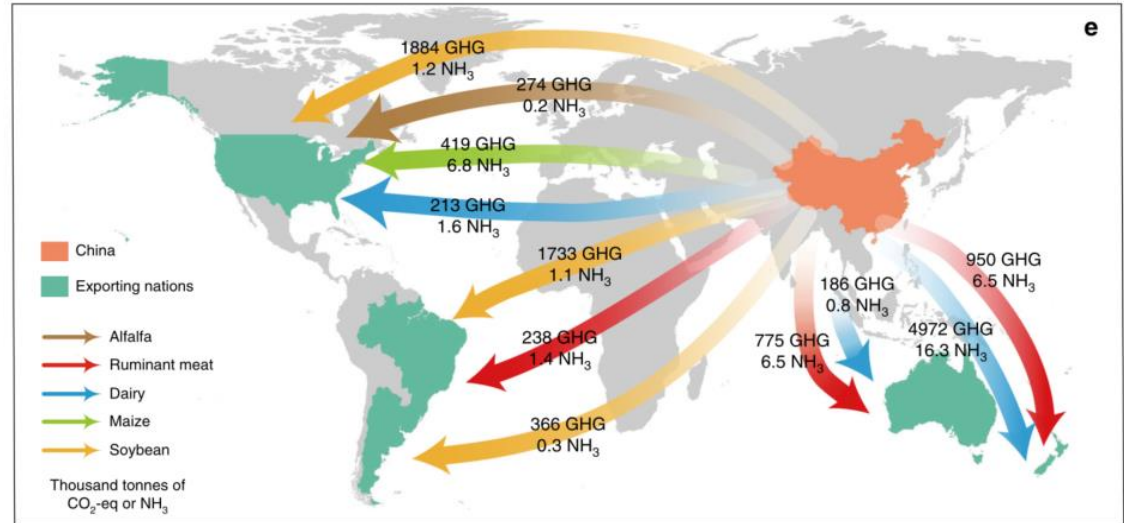 e
1884 GHG
1.2 NH₃
274 GHG
0.2 NH₃
419 GHG
6.8 NH₃
213 GHG
1.6 NH₃
1733 GHG
1.1 NH₃
238 GHG
1.4 NH₃
366 GHG
0.3 NH₃
950 GHG
6.5 NH₃
186 GHG
0.8 NH₃
4972 GHG
16.3 NH₃
775 GHG
6.5 NH₃
China
Exporting nations
Alfalfa
Ruminant meat
Dairy
Maize
Soybean
Thousand tonnes of
CO₂-eq or NH₃